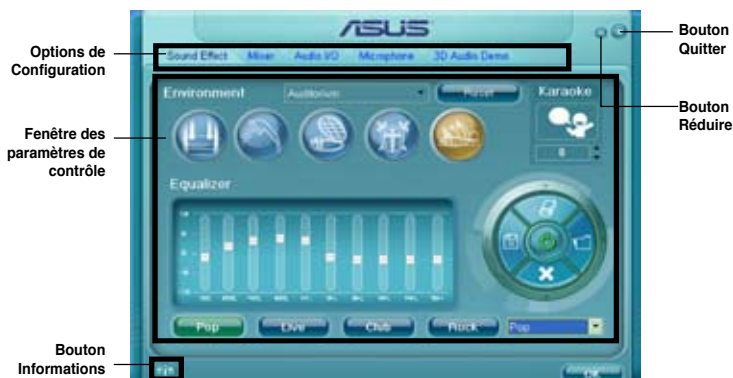 ASUS
Bouton
Quitter
Options de
Configuration
Sound Effect Mixer Audio I/O Microphone 3D Audio Demo
Bouton
Réduire
Environment Auditorium Reset Karaoke
Fenêtre des
paramètres de
contrôle
Equalizer
Pop Live Club Rock Pop
Bouton
Informations
OK